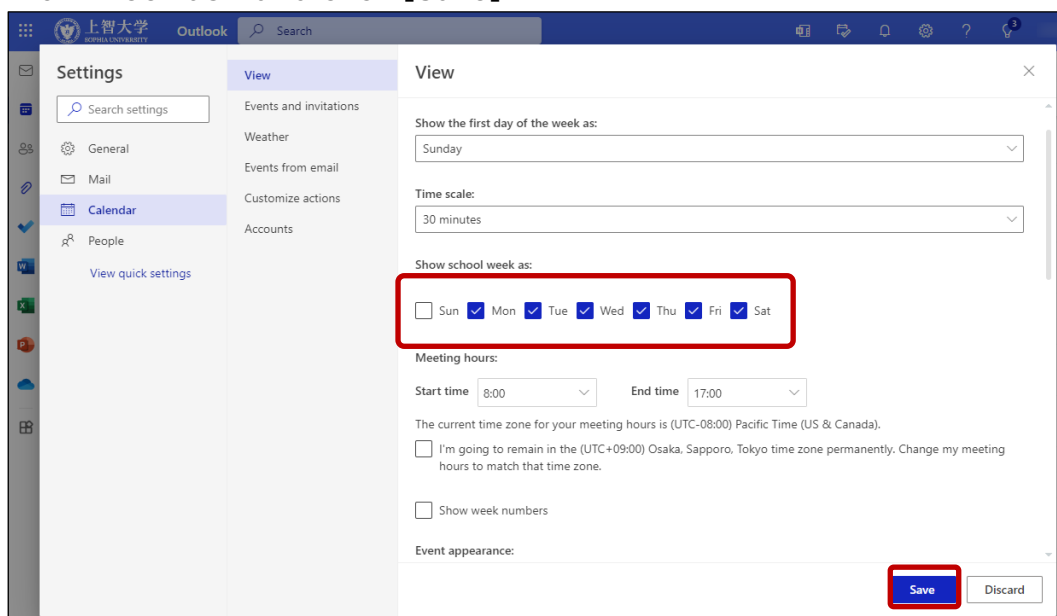 上智大学
SOPHIA UNIVERSITY
Outlook
Search
3
Settings
Search settings
General
Mail
Calendar
People
View quick settings
View
Events and invitations
Weather
Events from email
Customize actions
Accounts
View
Show the first day of the week as:
Sunday
Time scale:
30 minutes
Show school week as:
Sun Mon Tue Wed Thu Fri Sat
Meeting hours:
Start time 8:00 End time 17:00
The current time zone for your meeting hours is (UTC-08:00) Pacific Time (US & Canada).
I'm going to remain in the (UTC+09:00) Osaka, Sapporo, Tokyo time zone permanently. Change my meeting
hours to match that time zone.
Show week numbers
Event appearance:
Save Discard